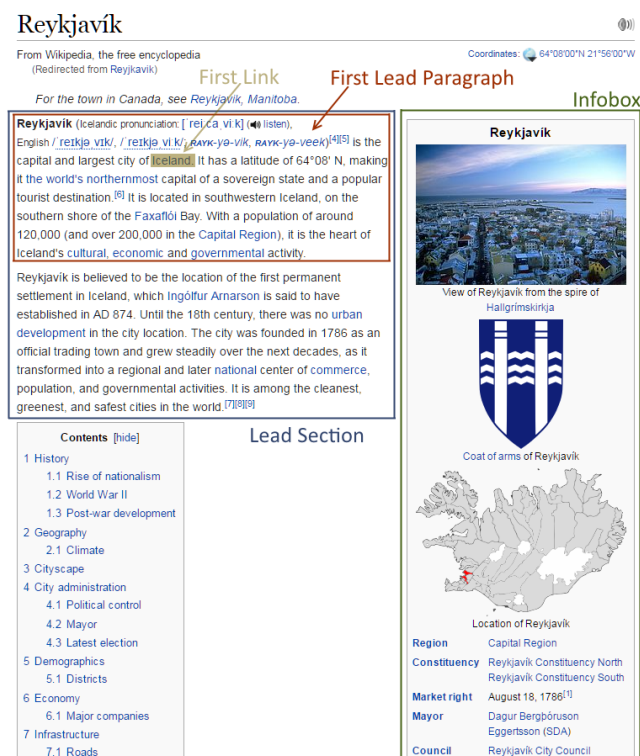 Reykjavík
From Wikipedia, the free encyclopedia
(Redirected from Reyjkavik)
Coordinates: 64°08′00″N 21°56′00″W
First Link
First Lead Paragraph
Infobox
For the town in Canada, see Reykjavik, Manitoba.
Reykjavík (Icelandic pronunciation: [ˈreiːcaˌviːk] (listen),
English /ˈreɪkjəˌvɪk/, /ˈreɪkjəˌviːk/; RAYK-yə-vik, RAYK-yə-veek)[4][5] is the
capital and largest city of Iceland. It has a latitude of 64°08' N, making
it the world's northernmost capital of a sovereign state and a popular
tourist destination.[6] It is located in southwestern Iceland, on the
southern shore of the Faxaflói Bay. With a population of around
120,000 (and over 200,000 in the Capital Region), it is the heart of
Iceland's cultural, economic and governmental activity.
Reykjavík is believed to be the location of the first permanent
settlement in Iceland, which Ingólfur Arnarson is said to have
established in AD 874. Until the 18th century, there was no urban
development in the city location. The city was founded in 1786 as an
official trading town and grew steadily over the next decades, as it
transformed into a regional and later national center of commerce,
population, and governmental activities. It is among the cleanest,
greenest, and safest cities in the world.[7][8][9]
Lead Section
Contents [hide]
1 History
1.1 Rise of nationalism
1.2 World War II
1.3 Post-war development
2 Geography
2.1 Climate
3 Cityscape
4 City administration
4.1 Political control
4.2 Mayor
4.3 Latest election
5 Demographics
5.1 Districts
6 Economy
6.1 Major companies
7 Infrastructure
7.1 Roads
Reykjavík
View of Reykjavík from the spire of
Hallgrímskirkja
Coat of arms of Reykjavík
Location of Reykjavík
Region Capital Region
Constituency Reykjavík Constituency North
Reykjavík Constituency South
Market right August 18, 1786[1]
Mayor Dagur Bergþóruson
Eggertsson (SDA)
Council Reykjavík City Council